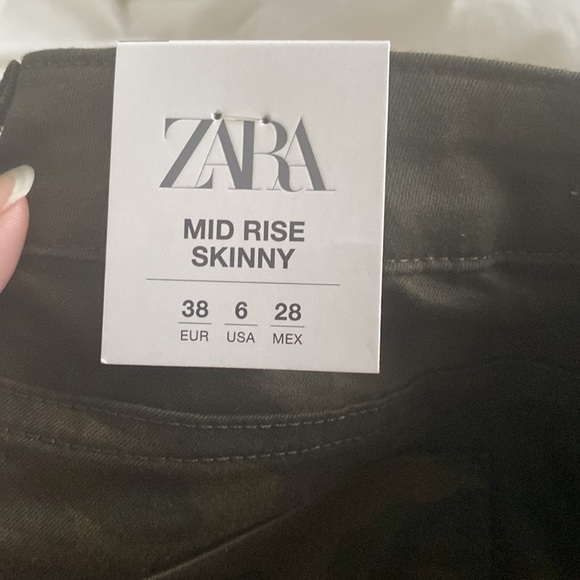 ZARA
MID RISE
SKINNY
38 6 28
EUR USA MEX